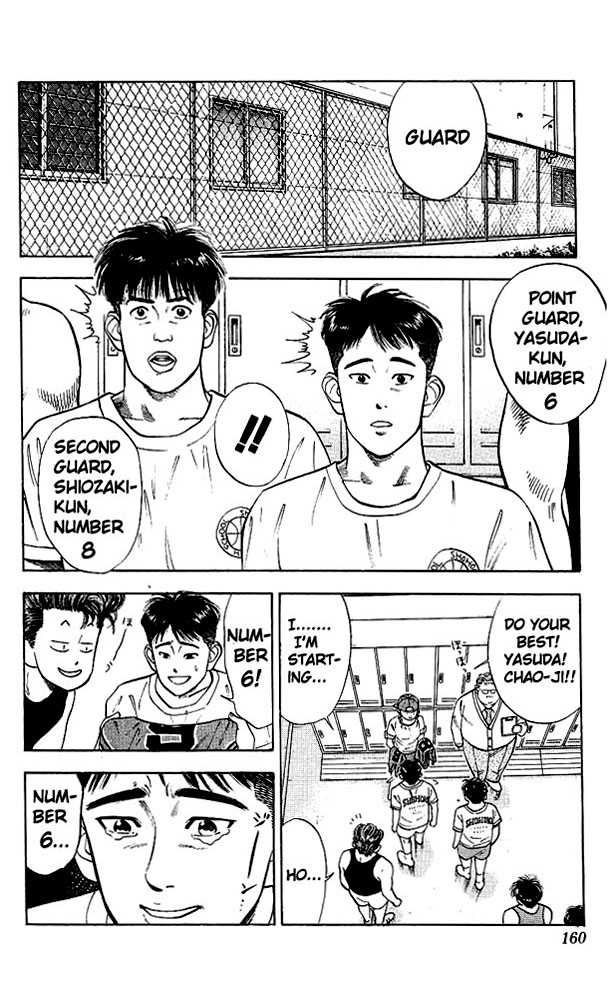 GUARD
POINT
GUARD,
YASUDA-
KUN,
NUMBER
6
!!
SECOND
GUARD,
SHIOZAKI-
KUN,
NUMBER
8
DO YOUR
BEST!
YASUDA!!
CHAO-JI!!
I.......
I'M
START-
ING...
HO...
NUM-
BER
6!
ほ
NUM-
BER
6...
160